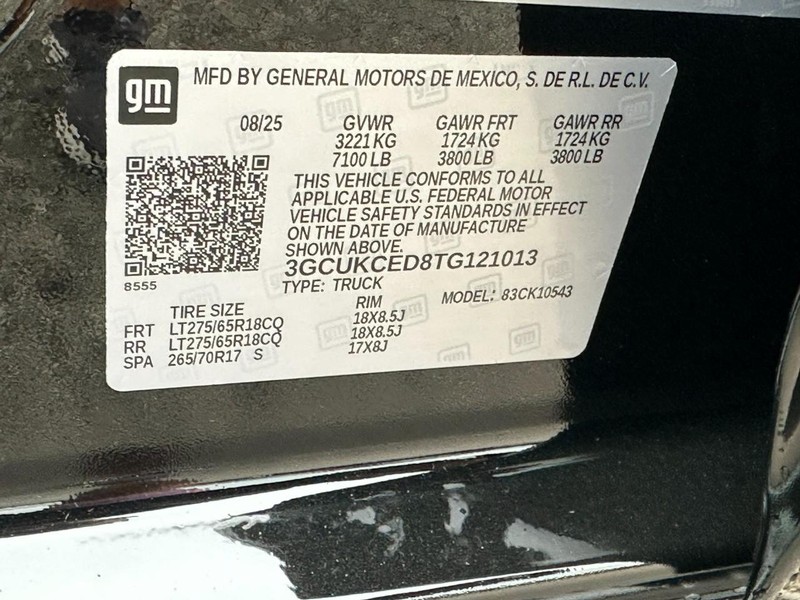 gm
MFD BY GENERAL MOTORS DE MEXICO, S. DE R.L. DE C.V.
08/25 GVWR GAWR FRT GAWR RR
3221 KG 1724 KG 1724 KG
7100 LB 3800 LB 3800 LB
THIS VEHICLE CONFORMS TO ALL
APPLICABLE U.S. FEDERAL MOTOR
VEHICLE SAFETY STANDARDS IN EFFECT
ON THE DATE OF MANUFACTURE
SHOWN ABOVE.
3GCUKCED8TG121013
8555
TYPE: TRUCK MODEL: 83CK10543
TIRE SIZE RIM
FRT LT275/65R18CQ 18X8.5J
RR LT275/65R18CQ 18X8.5J
SPA 265/70R17 S 17X8J